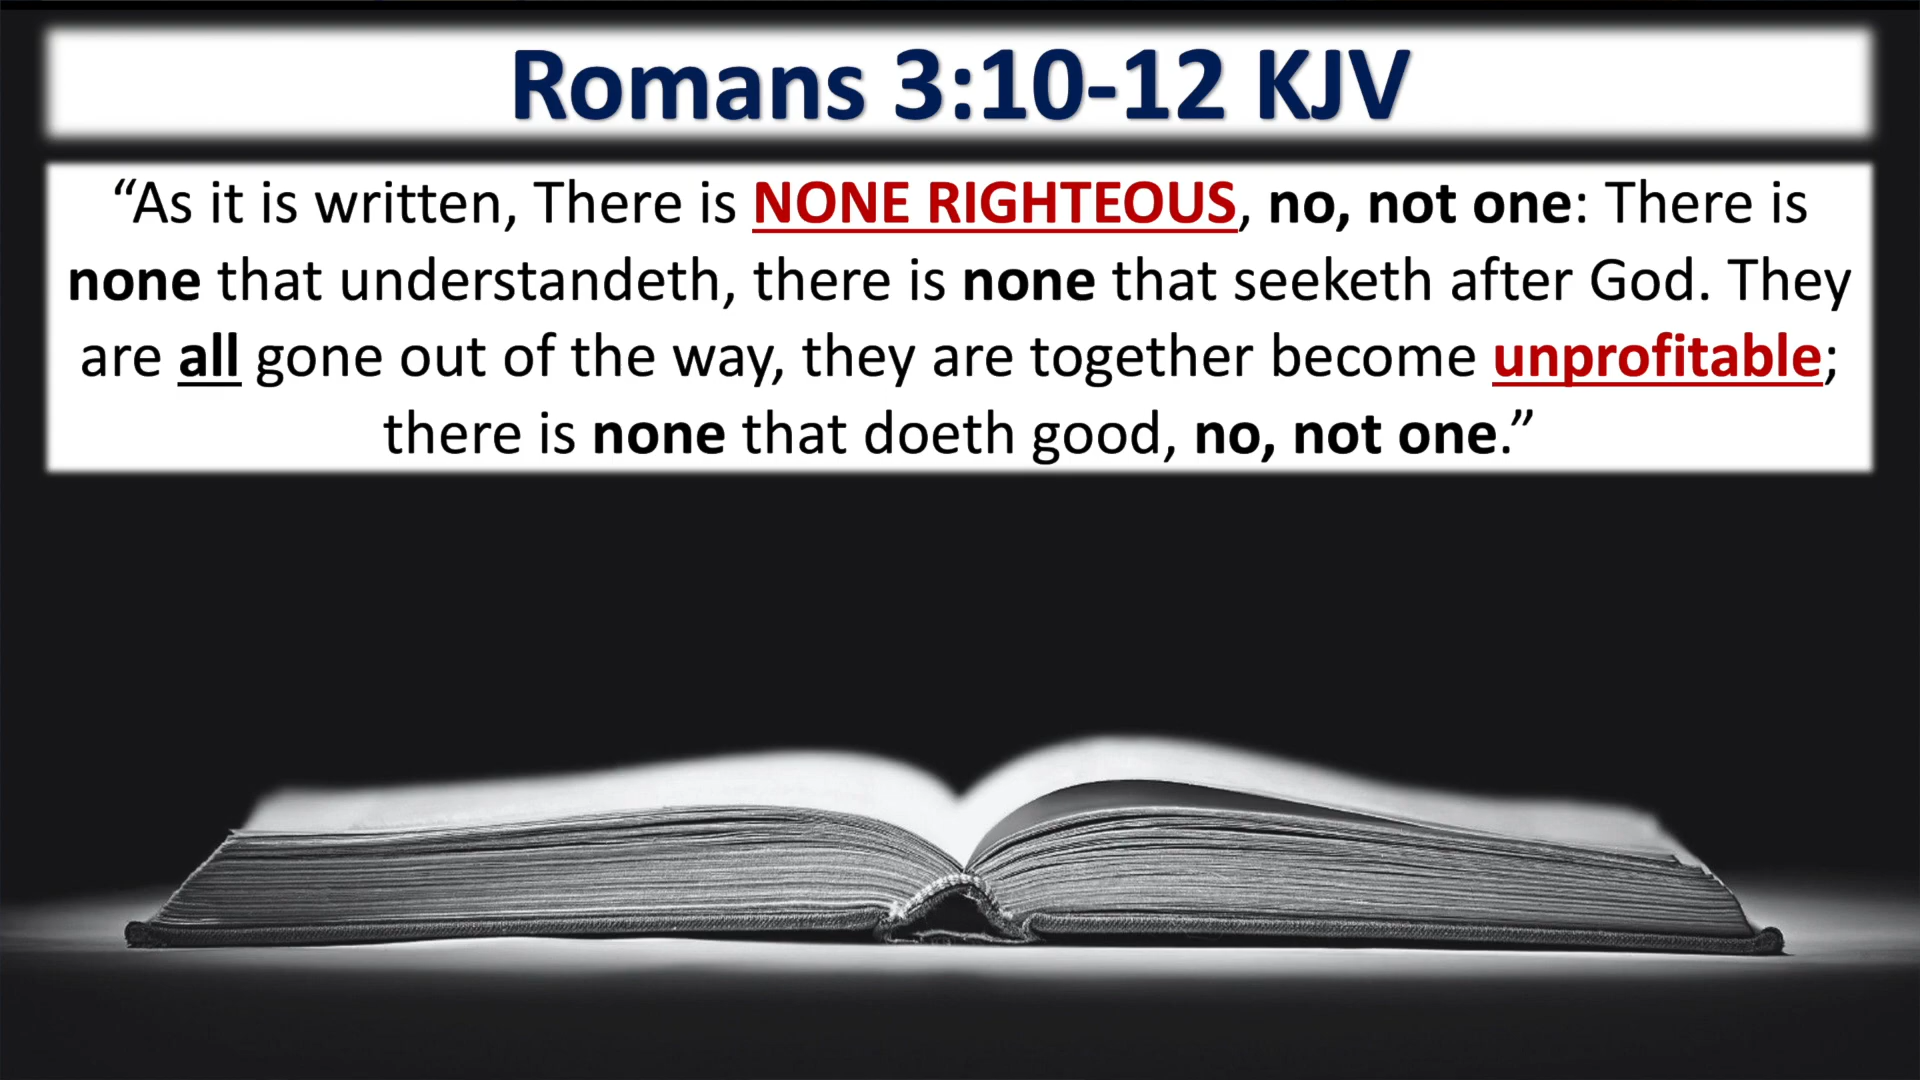 Romans 3:10-12 KJV
“As it is written, There is NONE RIGHTEOUS, no, not one: There is
none that understandeth, there is none that seeketh after God. They
are all gone out of the way, they are together become unprofitable;
there is none that doeth good, no, not one.”